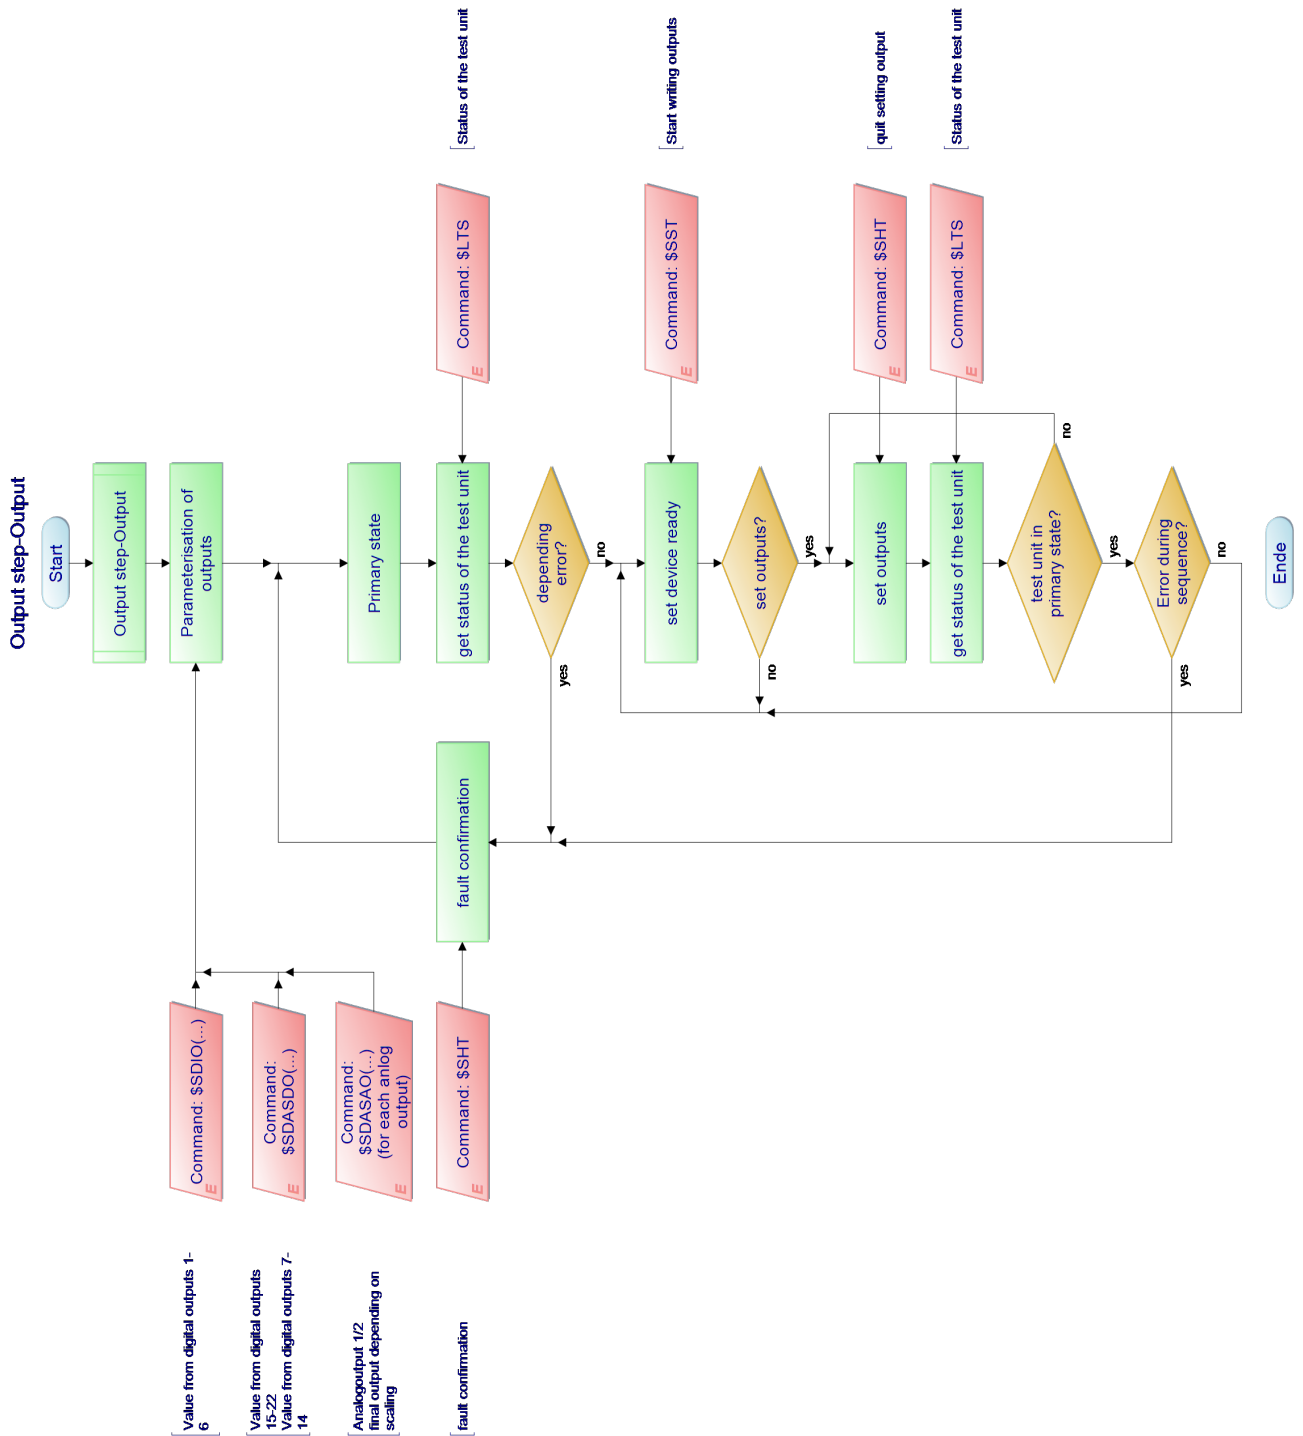 Output step-Output
Start
Output step-Output
Value from digital outputs 1-
6
Command: $SDIO(...)
E
Parameterisation of
outputs
Value from digital outputs
15-22
Value from digital outputs 7-
14
Command:
$SDASDO(...)
E
Analogoutput 1/2
final output depending on
scaling
Command:
$SDASAO(...)
(for each anlog
output)
E
Primary state
fault confirmation
Command: $SHT
E
fault confirmation
get status of the test unit
Command: $LTS
E
Status of the test unit
depending
error?
yes
no
set device ready
Command: $SST
E
Start writing outputs
set outputs?
no
yes
set outputs
Command: $SHT
E
quit setting output
get status of the test unit
Command: $LTS
E
Status of the test unit
test unit in
primary state?
no
yes
Error during
sequence?
yes
no
Ende